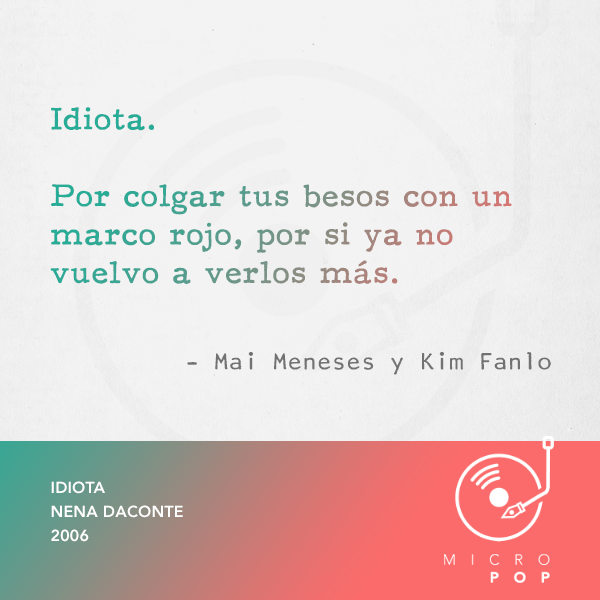 Idiota.
Por colgar tus besos con un
marco rojo, por si ya no
vuelvo a verlos más.
- Mai Meneses y Kim Fanlo
IDIOTA
NENA DACONTE
2006
MICRO
POP